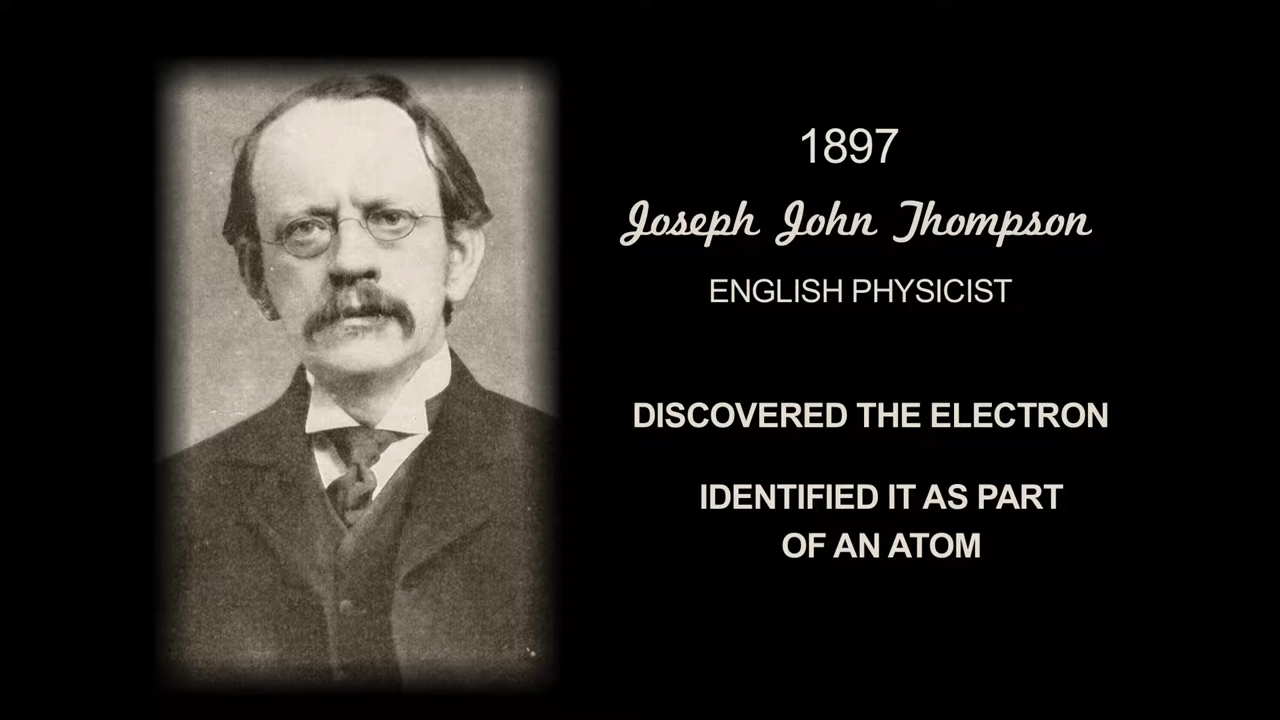 1897
Joseph John Thompson
ENGLISH PHYSICIST
DISCOVERED THE ELECTRON
IDENTIFIED IT AS PART
OF AN ATOM